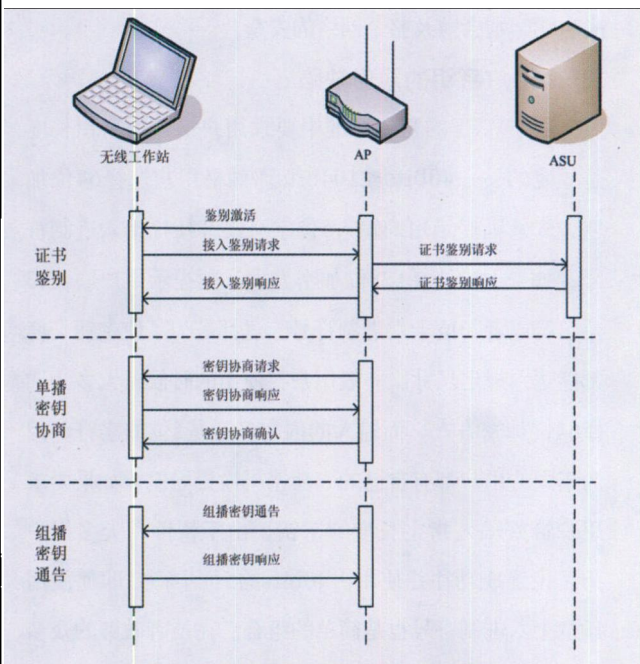 无线工作站
AP
ASU
证书
鉴别
鉴别激活
接入鉴别请求
证书鉴别请求
接入鉴别响应
证书鉴别响应
单播
密钥
协商
密钥协商请求
密钥协商响应
密钥协商确认
组播
密钥
通告
组播密钥通告
组播密钥响应